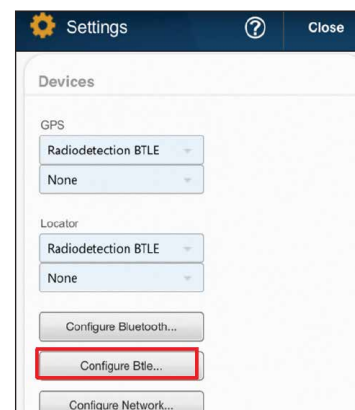 Settings
?
Close
Devices
GPS
Radiodetection BTLE
None
Locator
Radiodetection BTLE
None
Configure Bluetooth...
Configure Btle...
Configure Network...